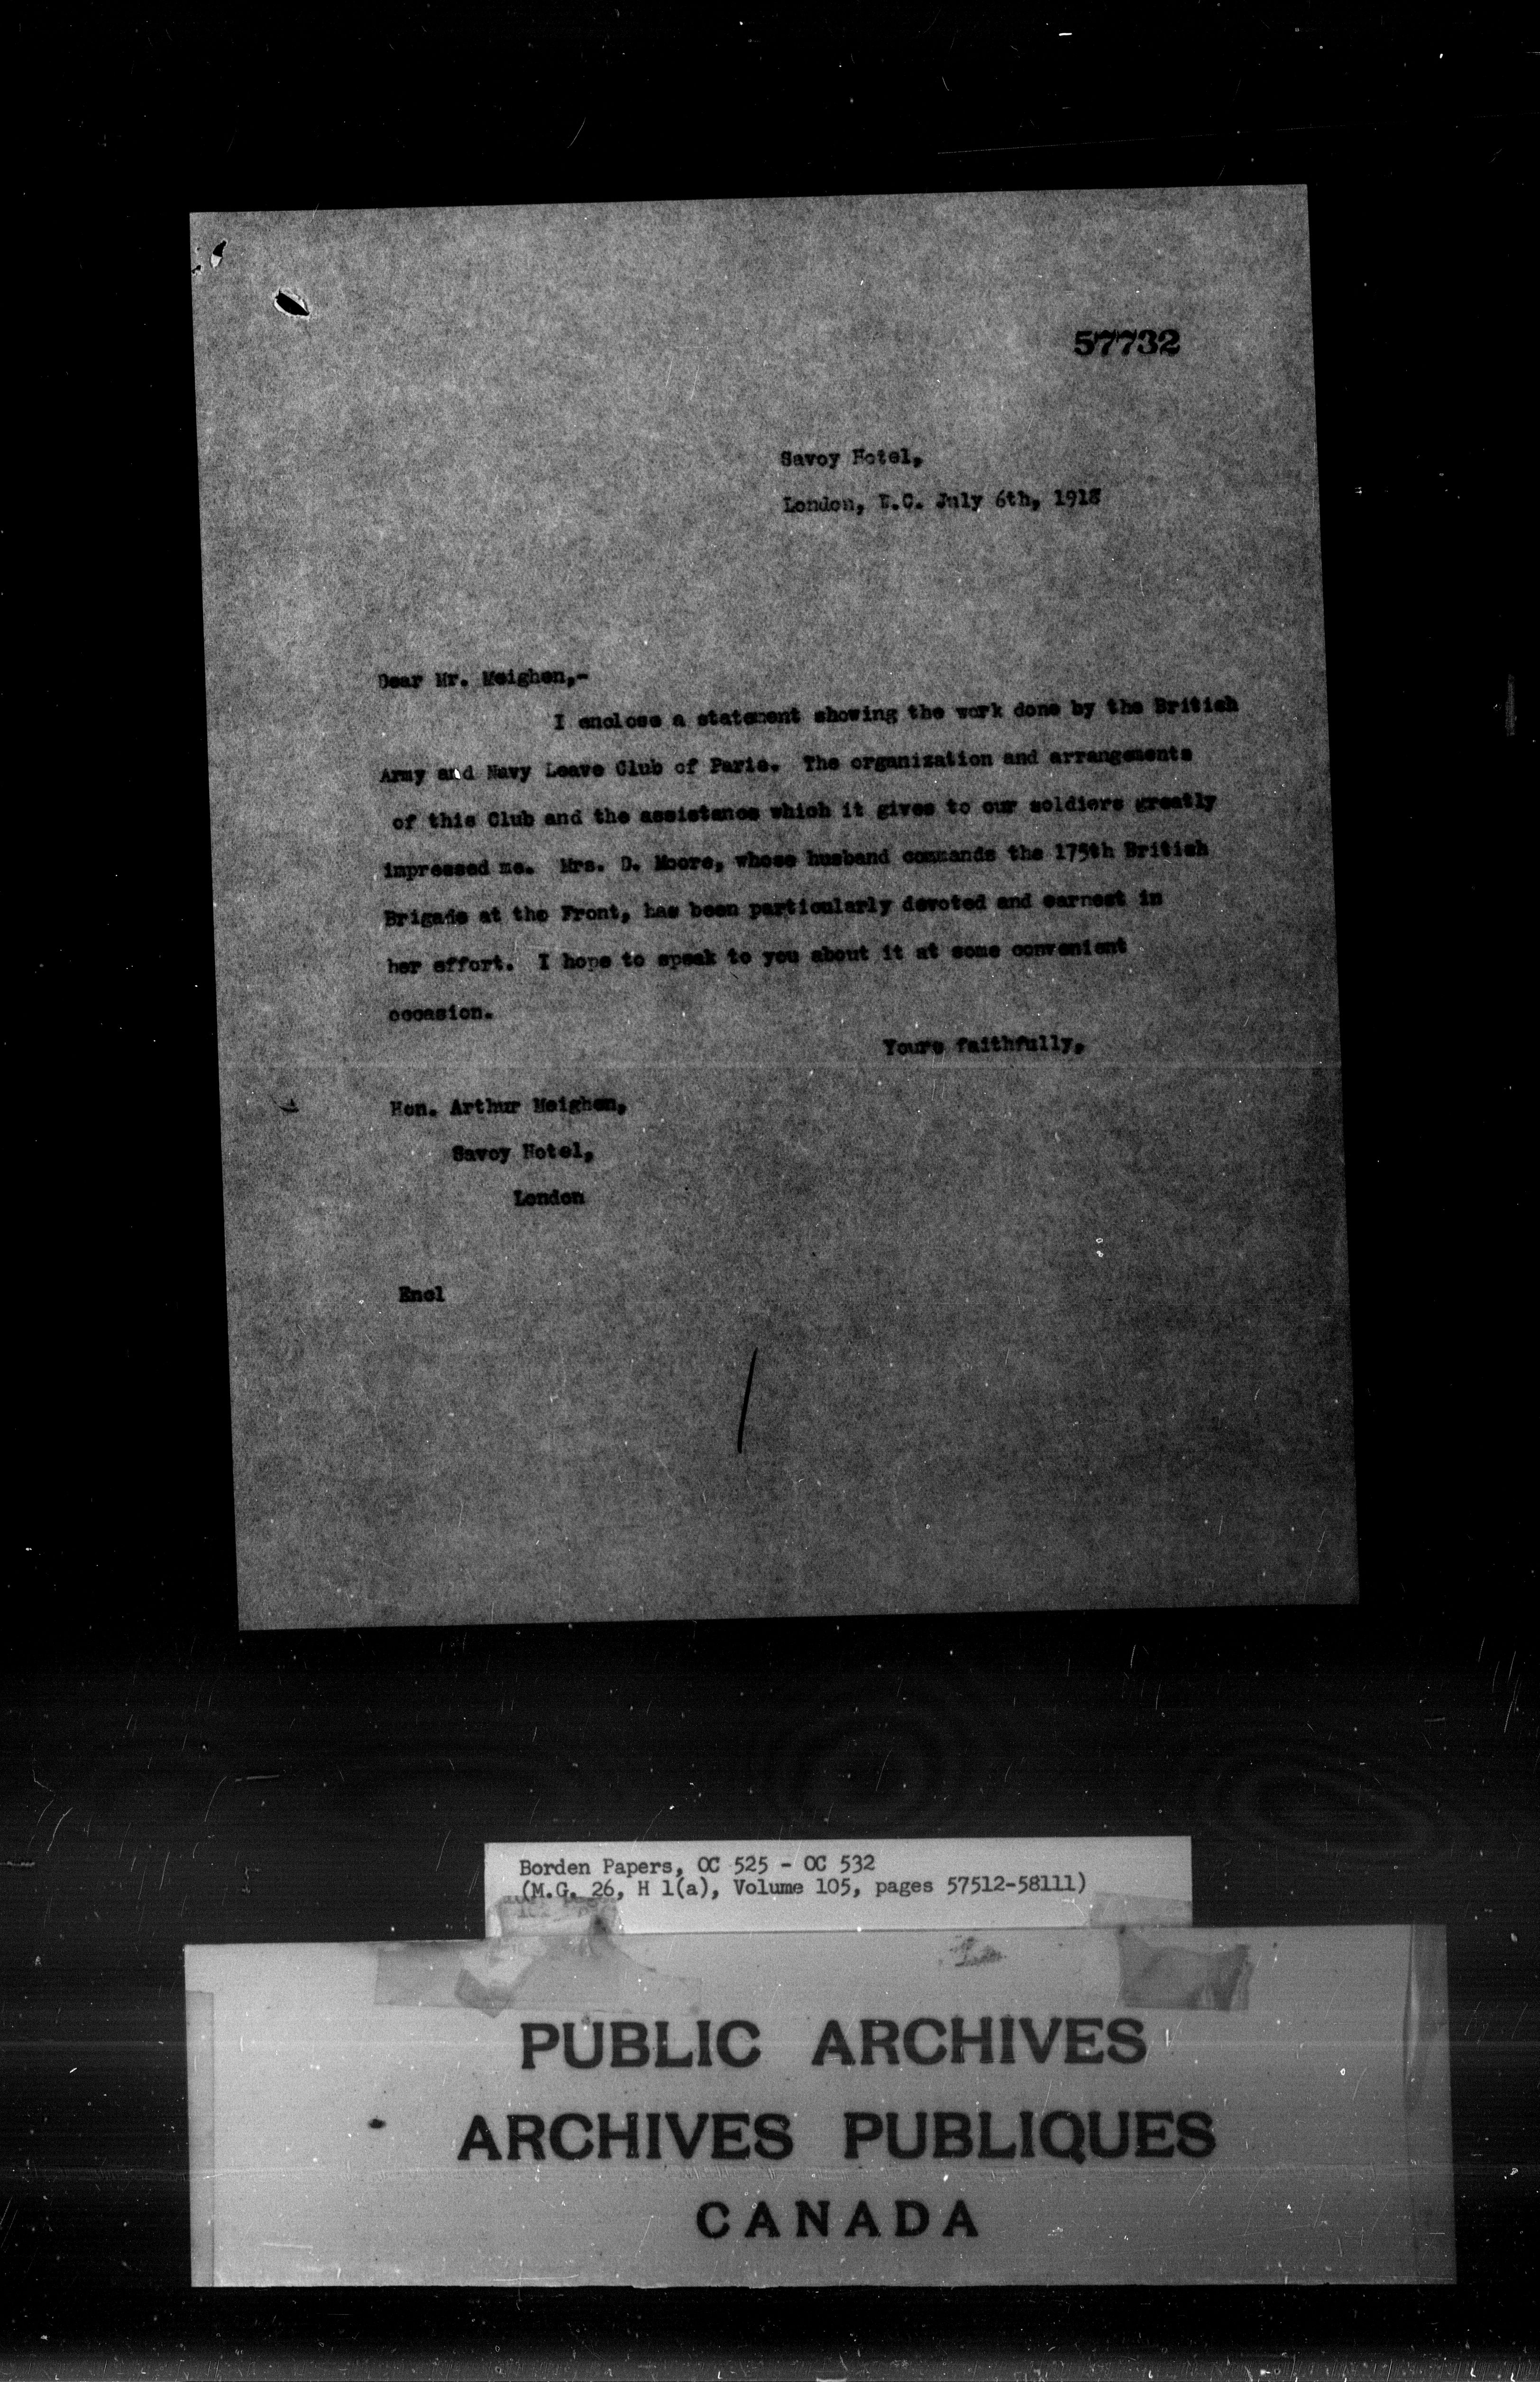 57732
Savoy Hotel,
London, W.C. July 6th, 1918
Dear Mr. Meighen,-
I enclose a statement showing the work done by the British
Army and Navy Leave Club of Paris. The organization and arrangements
of this Club and the assistance which it gives to our soldiers greatly
impressed me. Mrs. D. Moore, whose husband commands the 175th British
Brigade at the Front, has been particularly devoted and earnest in
her effort. I hope to speak to you about it at some convenient
occasion.
Yours faithfully,
Hon. Arthur Meighen,
Savoy Hotel,
London
Encl
Borden Papers, OC 525 - OC 532
(M.G. 26, H 1(a), Volume 105, pages 57512-58111)
PUBLIC ARCHIVES
ARCHIVES PUBLIQUES
CANADA